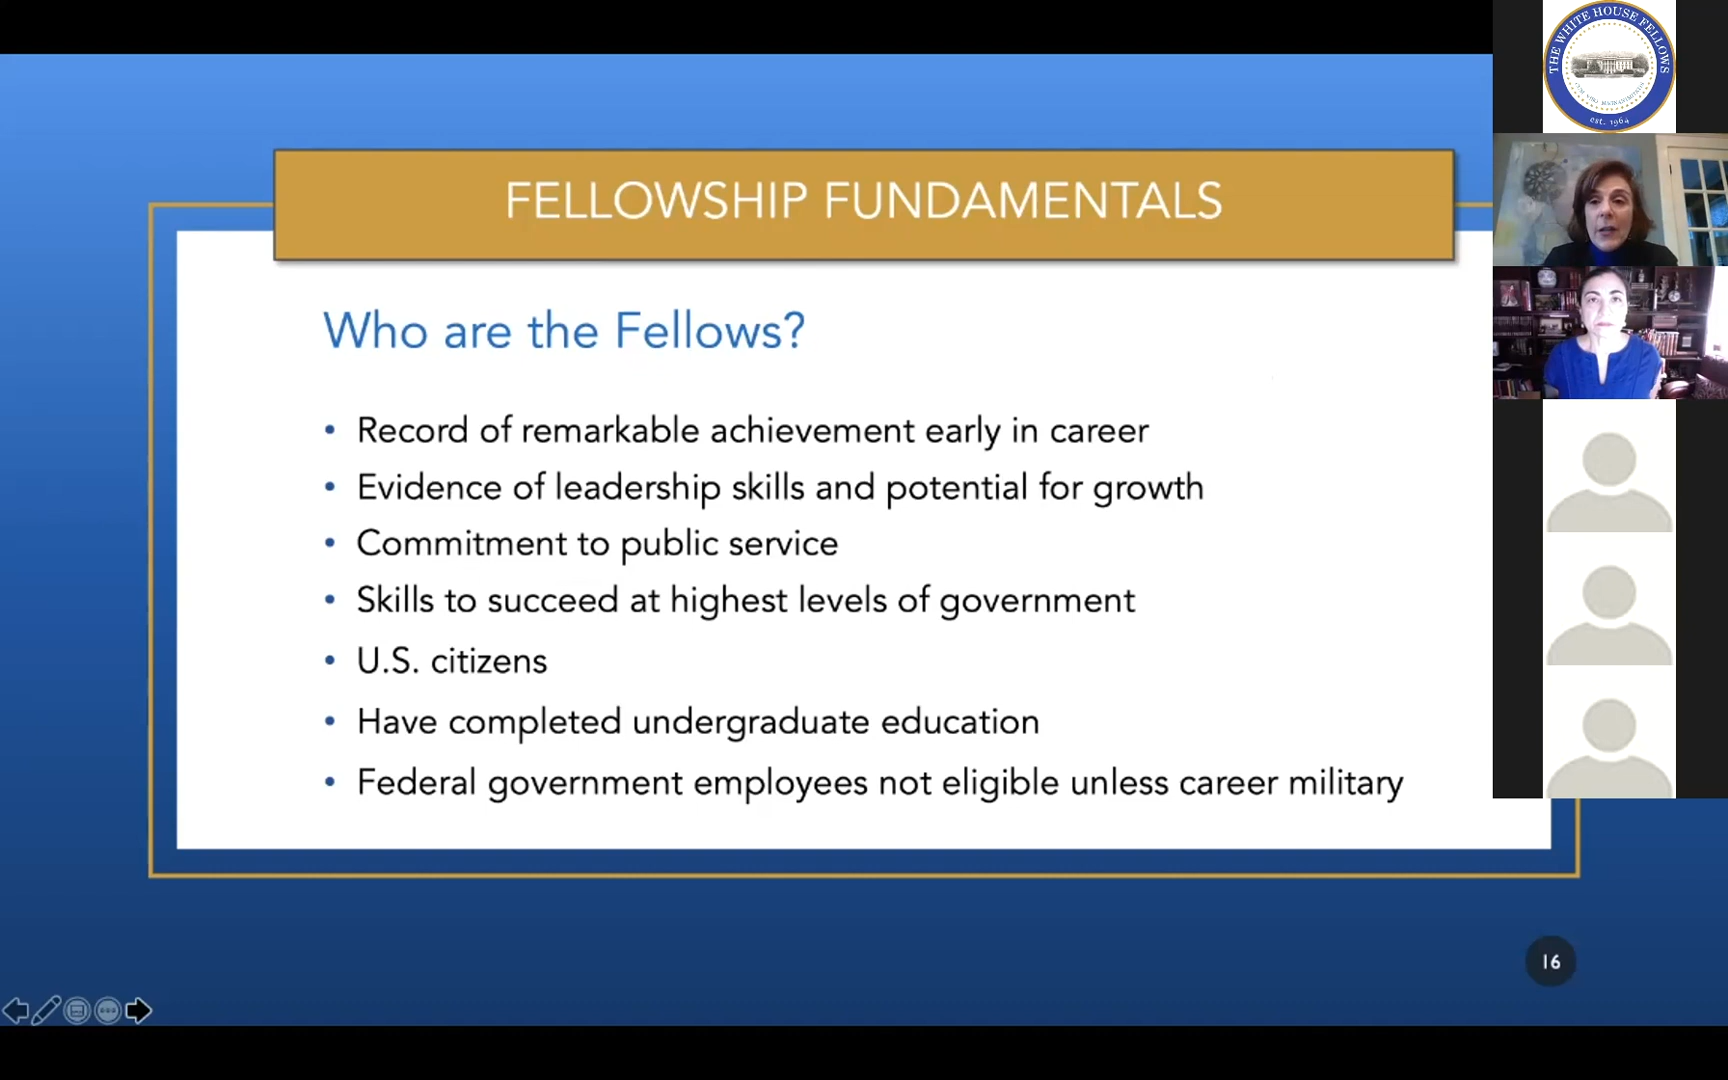 FELLOWSHIP FUNDAMENTALS
Who are the Fellows?
• Record of remarkable achievement early in career
• Evidence of leadership skills and potential for growth
• Commitment to public service
• Skills to succeed at highest levels of government
• U.S. citizens
• Have completed undergraduate education
• Federal government employees not eligible unless career military
16
THE WHITE HOUSE FELLOWS
est. 1964